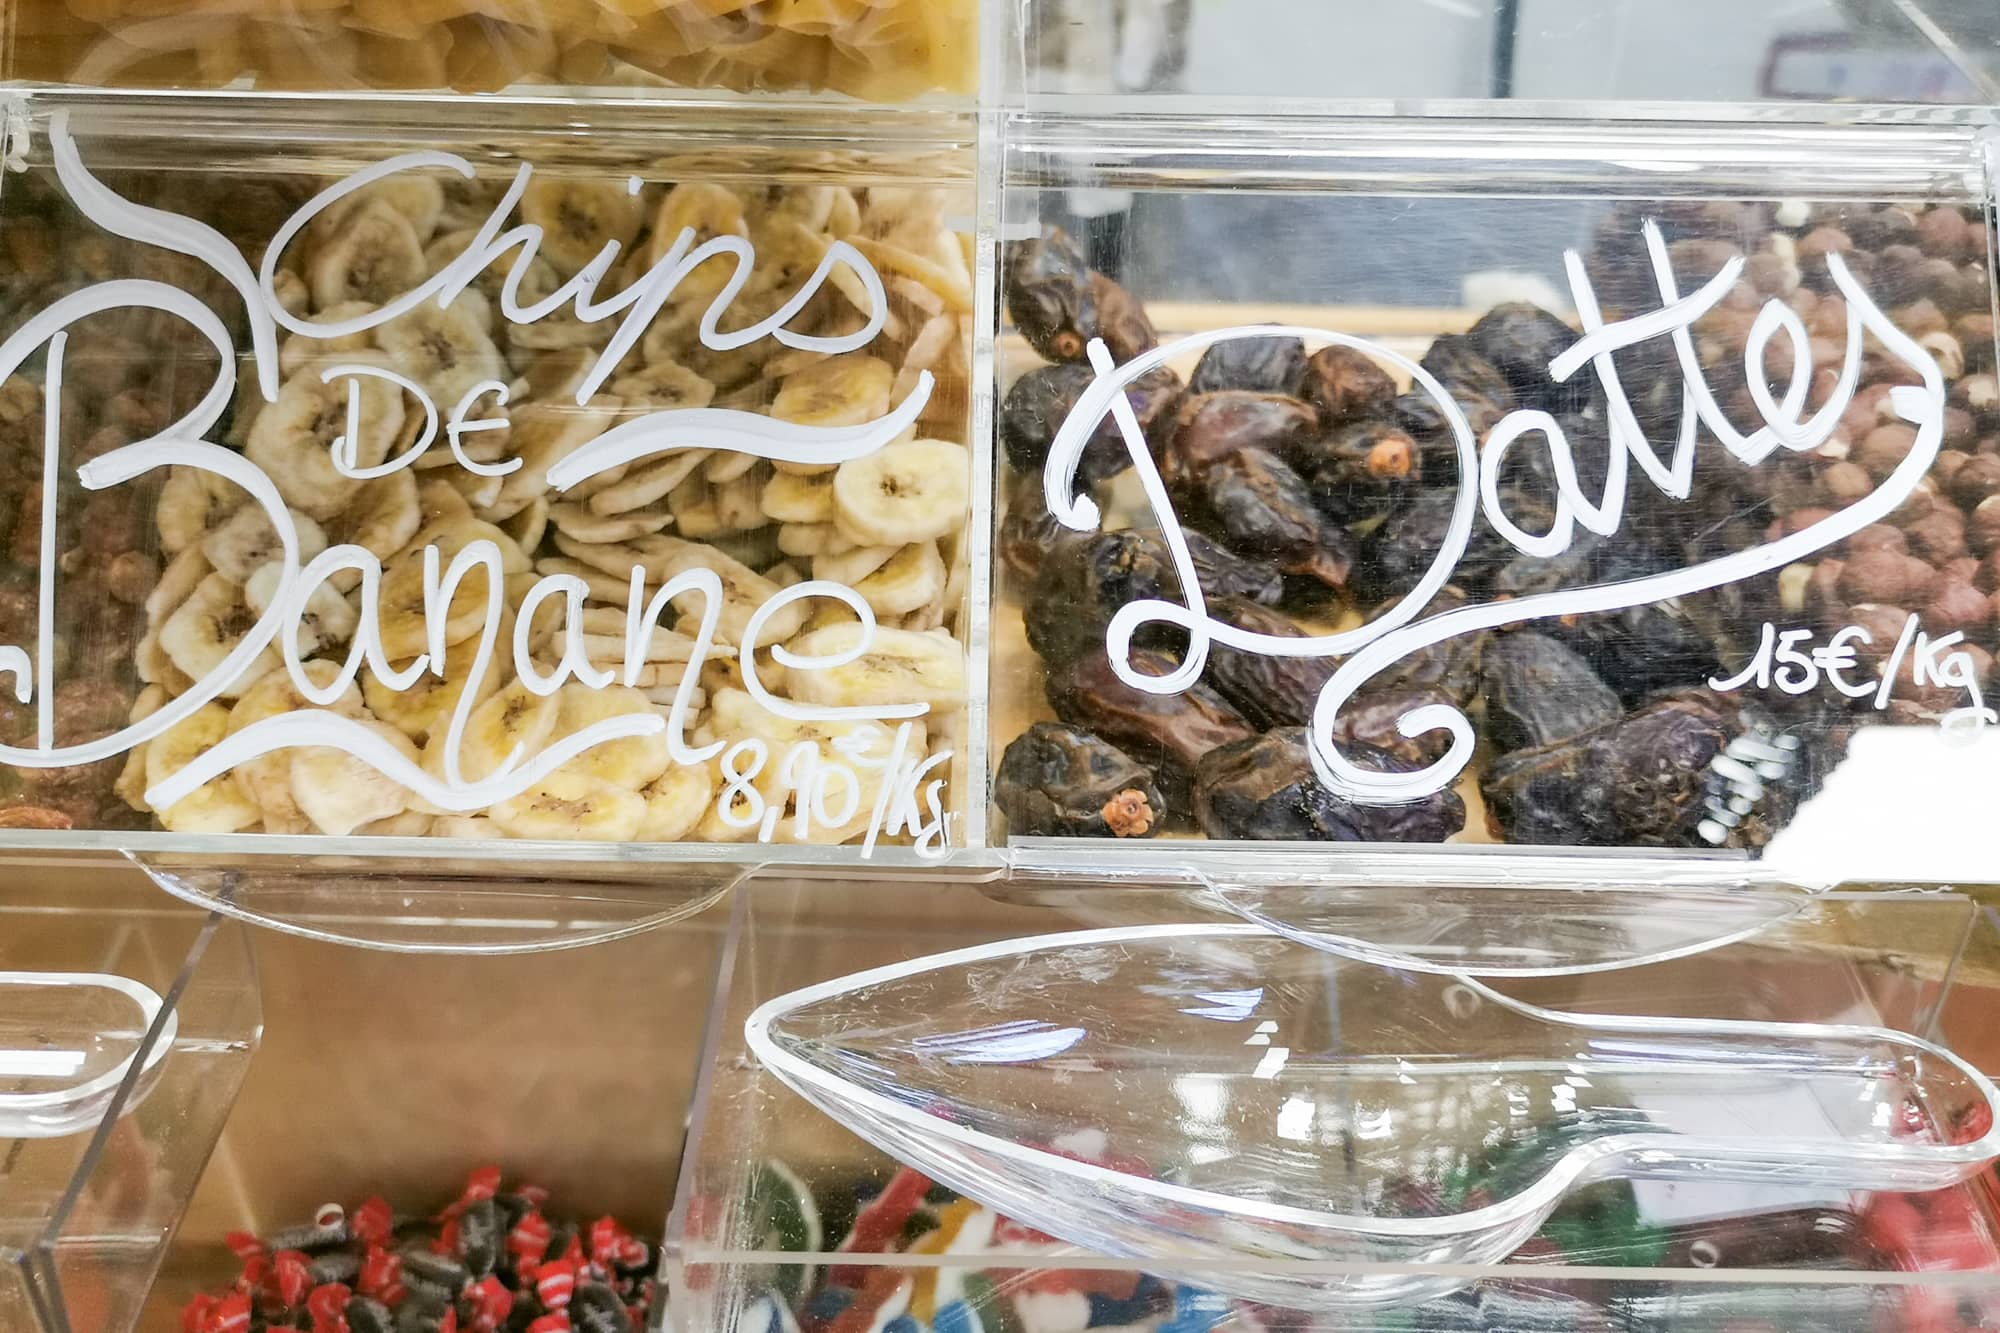 Chips
DE
Banane
8,90€/Kg
Dattes
15€/Kg